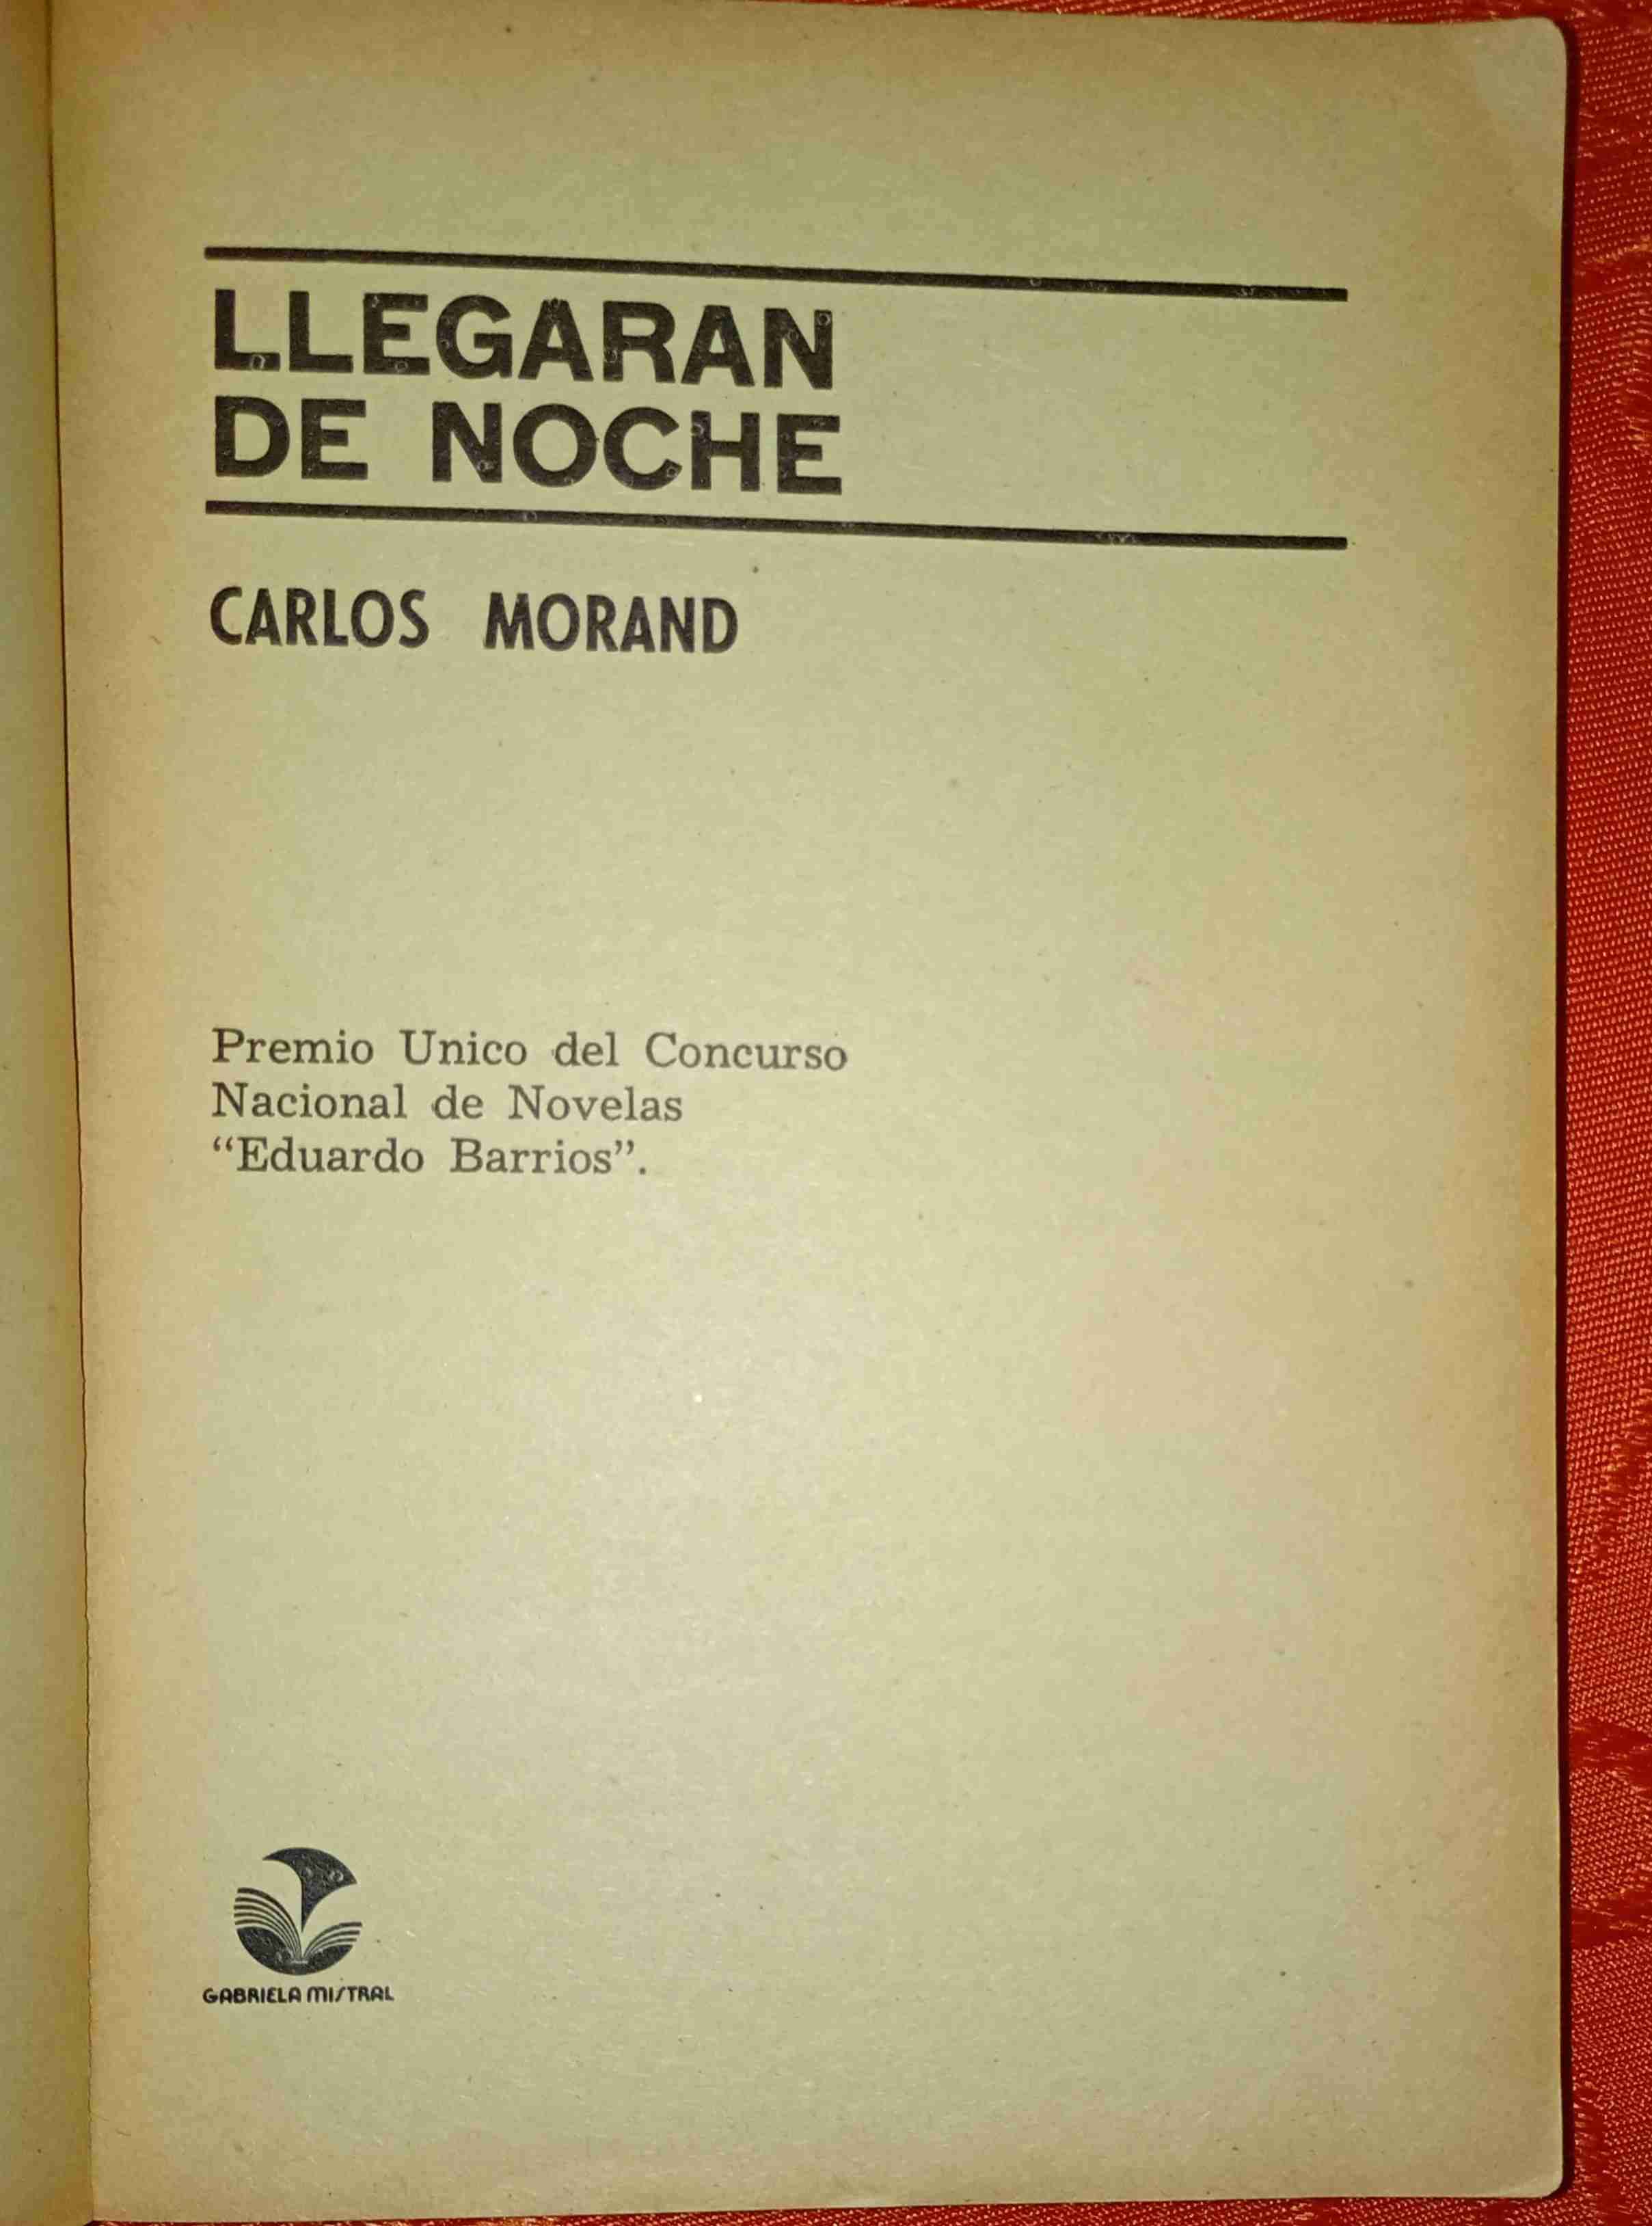 LLEGARAN
DE NOCHE
CARLOS MORAND
Premio Unico del Concurso
Nacional de Novelas
“Eduardo Barrios”.
GABRIELA MISTRAL